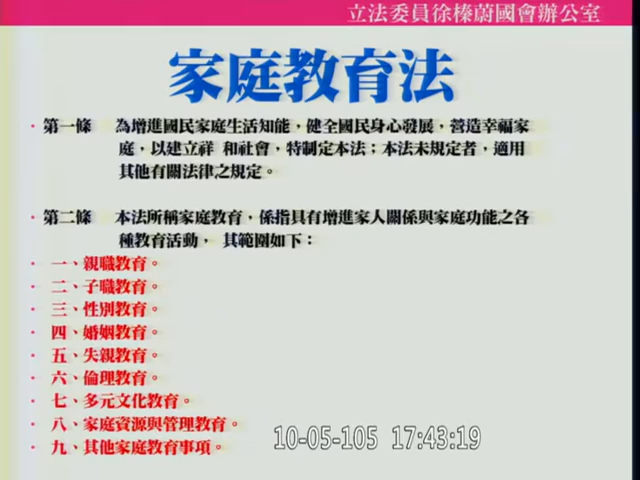 立法委員徐榛蔚國會辦公室
家庭教育法
· 第一條 為增進國民家庭生活知能，健全國民身心發展，營造幸福家
庭，以建立祥 和社會，特制定本法；本法未規定者，適用
其他有關法律之規定。
· 第二條 本法所稱家庭教育，係指具有增進家人關係與家庭功能之各
種教育活動， 其範圍如下：
· 一、親職教育。
· 二、子職教育。
· 三、性別教育。
· 四、婚姻教育。
· 五、失親教育。
· 六、倫理教育。
· 七、多元文化教育。
· 八、家庭資源與管理教育。
· 九、其他家庭教育事項。
10-05-105 17:43:19